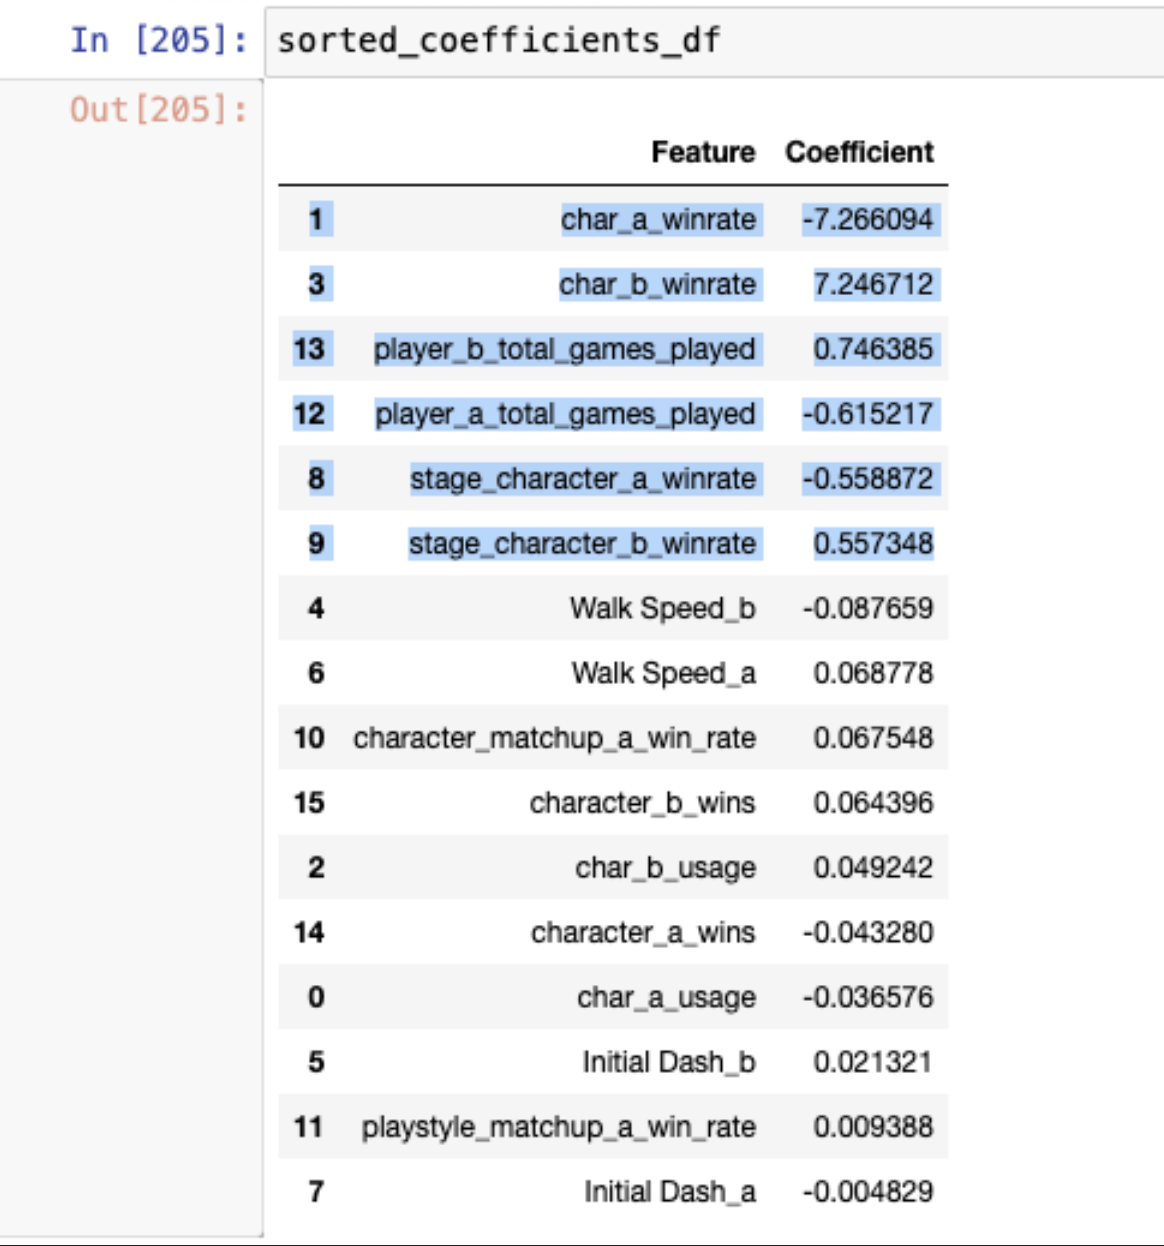 In [205]: sorted_coefficients_df
Out[205]:
Feature Coefficient
1 char_a_winrate -7.266094
3 char_b_winrate 7.246712
13 player_b_total_games_played 0.746385
12 player_a_total_games_played -0.615217
8 stage_character_a_winrate -0.558872
9 stage_character_b_winrate 0.557348
4 Walk Speed_b -0.087659
6 Walk Speed_a 0.068778
10 character_matchup_a_win_rate 0.067548
15 character_b_wins 0.064396
2 char_b_usage 0.049242
14 character_a_wins -0.043280
0 char_a_usage -0.036576
5 Initial Dash_b 0.021321
11 playstyle_matchup_a_win_rate 0.009388
7 Initial Dash_a -0.004829